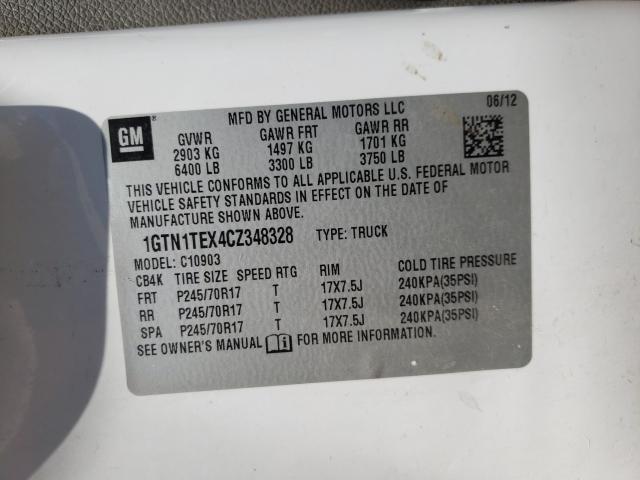 MFD BY GENERAL MOTORS LLC 06/12
GM ®
GVWR GAWR FRT GAWR RR
2903 KG 1497 KG 1701 KG
6400 LB 3300 LB 3750 LB
THIS VEHICLE CONFORMS TO ALL APPLICABLE U.S. FEDERAL MOTOR
VEHICLE SAFETY STANDARDS IN EFFECT ON THE DATE OF
MANUFACTURE SHOWN ABOVE.
1GTN1TEX4CZ348328 TYPE: TRUCK
MODEL: C10903
CB4K TIRE SIZE SPEED RTG RIM COLD TIRE PRESSURE
FRT P245/70R17 T 17X7.5J 240KPA(35PSI)
RR P245/70R17 T 17X7.5J 240KPA(35PSI)
SPA P245/70R17 T 17X7.5J 240KPA(35PSI)
SEE OWNER'S MANUAL i FOR MORE INFORMATION.